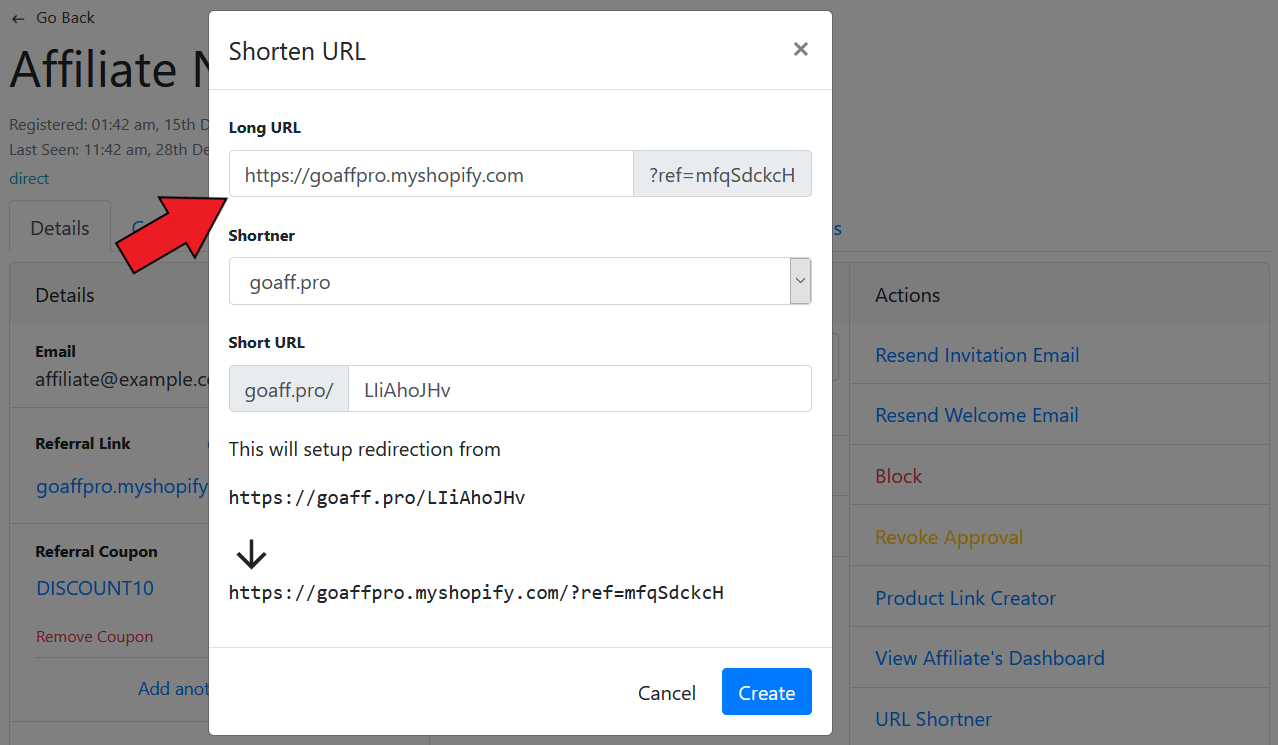 Go Back
Affiliate
Registered: 01:42 am, 15th
Last Seen: 11:42 am, 28th
direct
Details
Shorten URL
Long URL
https://goaffpro.myshopify.com ?ref=mfqSdckcH
Shortner
goaff.pro
Short URL
goaff.pro/ LIiAhoJHv
This will setup redirection from
https://goaff.pro/LIiAhoJHv
https://goaffpro.myshopify.com/?ref=mfqSdckcH
Cancel Create
Details
Email
affiliate@example.c
Referral Link
goaffpro.myshopify
Referral Coupon
DISCOUNT10
Remove Coupon
Add
Actions
Resend Invitation Email
Resend Welcome Email
Block
Revoke Approval
Product Link Creator
View Affiliate's Dashboard
URL Shortner